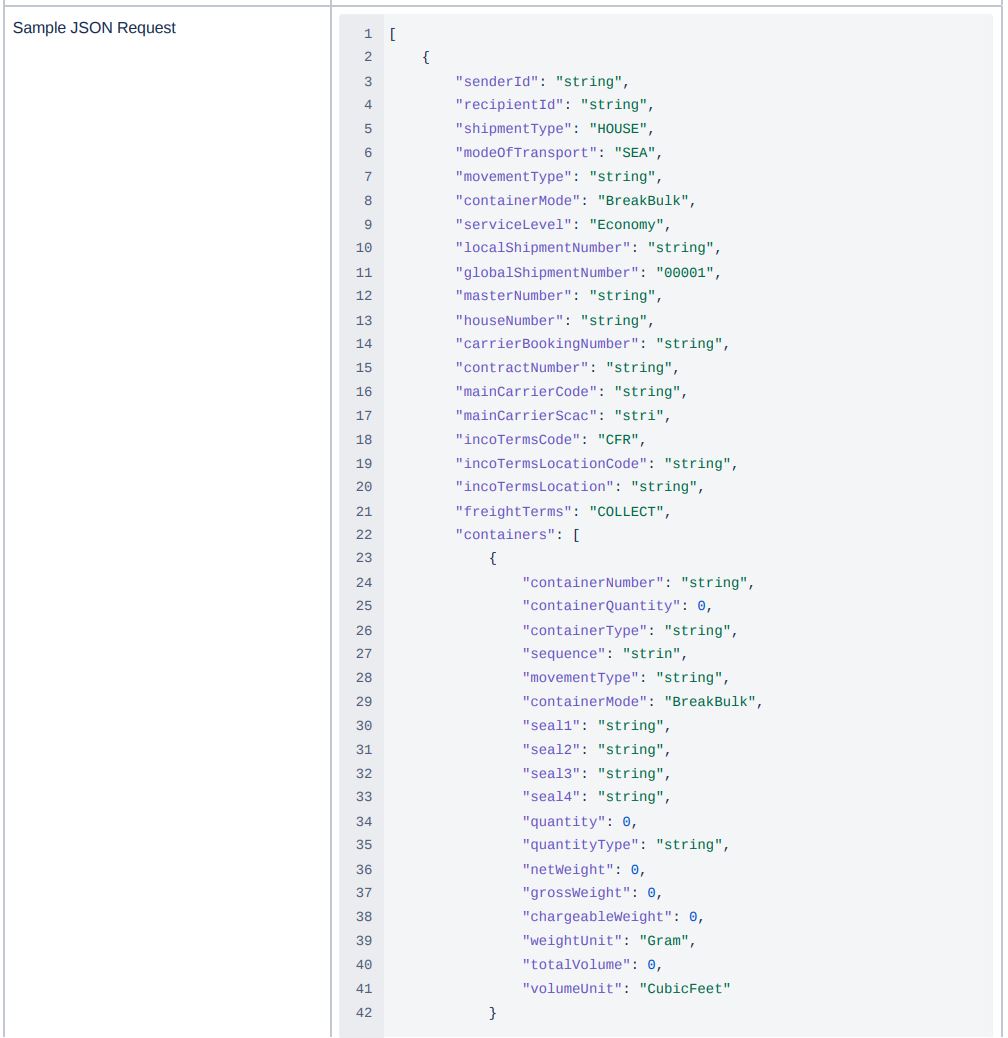 Sample JSON Request
1 [
2     {
3         "senderId": "string",
4         "recipientId": "string",
5         "shipmentType": "HOUSE",
6         "modeOfTransport": "SEA",
7         "movementType": "string",
8         "containerMode": "BreakBulk",
9         "serviceLevel": "Economy",
10         "localShipmentNumber": "string",
11         "globalShipmentNumber": "00001",
12         "masterNumber": "string",
13         "houseNumber": "string",
14         "carrierBookingNumber": "string",
15         "contractNumber": "string",
16         "mainCarrierCode": "string",
17         "mainCarrierScac": "stri",
18         "incoTermsCode": "CFR",
19         "incoTermsLocationCode": "string",
20         "incoTermsLocation": "string",
21         "freightTerms": "COLLECT",
22         "containers": [
23             {
24                 "containerNumber": "string",
25                 "containerQuantity": 0,
26                 "containerType": "string",
27                 "sequence": "strin",
28                 "movementType": "string",
29                 "containerMode": "BreakBulk",
30                 "seal1": "string",
31                 "seal2": "string",
32                 "seal3": "string",
33                 "seal4": "string",
34                 "quantity": 0,
35                 "quantityType": "string",
36                 "netWeight": 0,
37                 "grossWeight": 0,
38                 "chargeableWeight": 0,
39                 "weightUnit": "Gram",
40                 "totalVolume": 0,
41                 "volumeUnit": "CubicFeet"
42             }